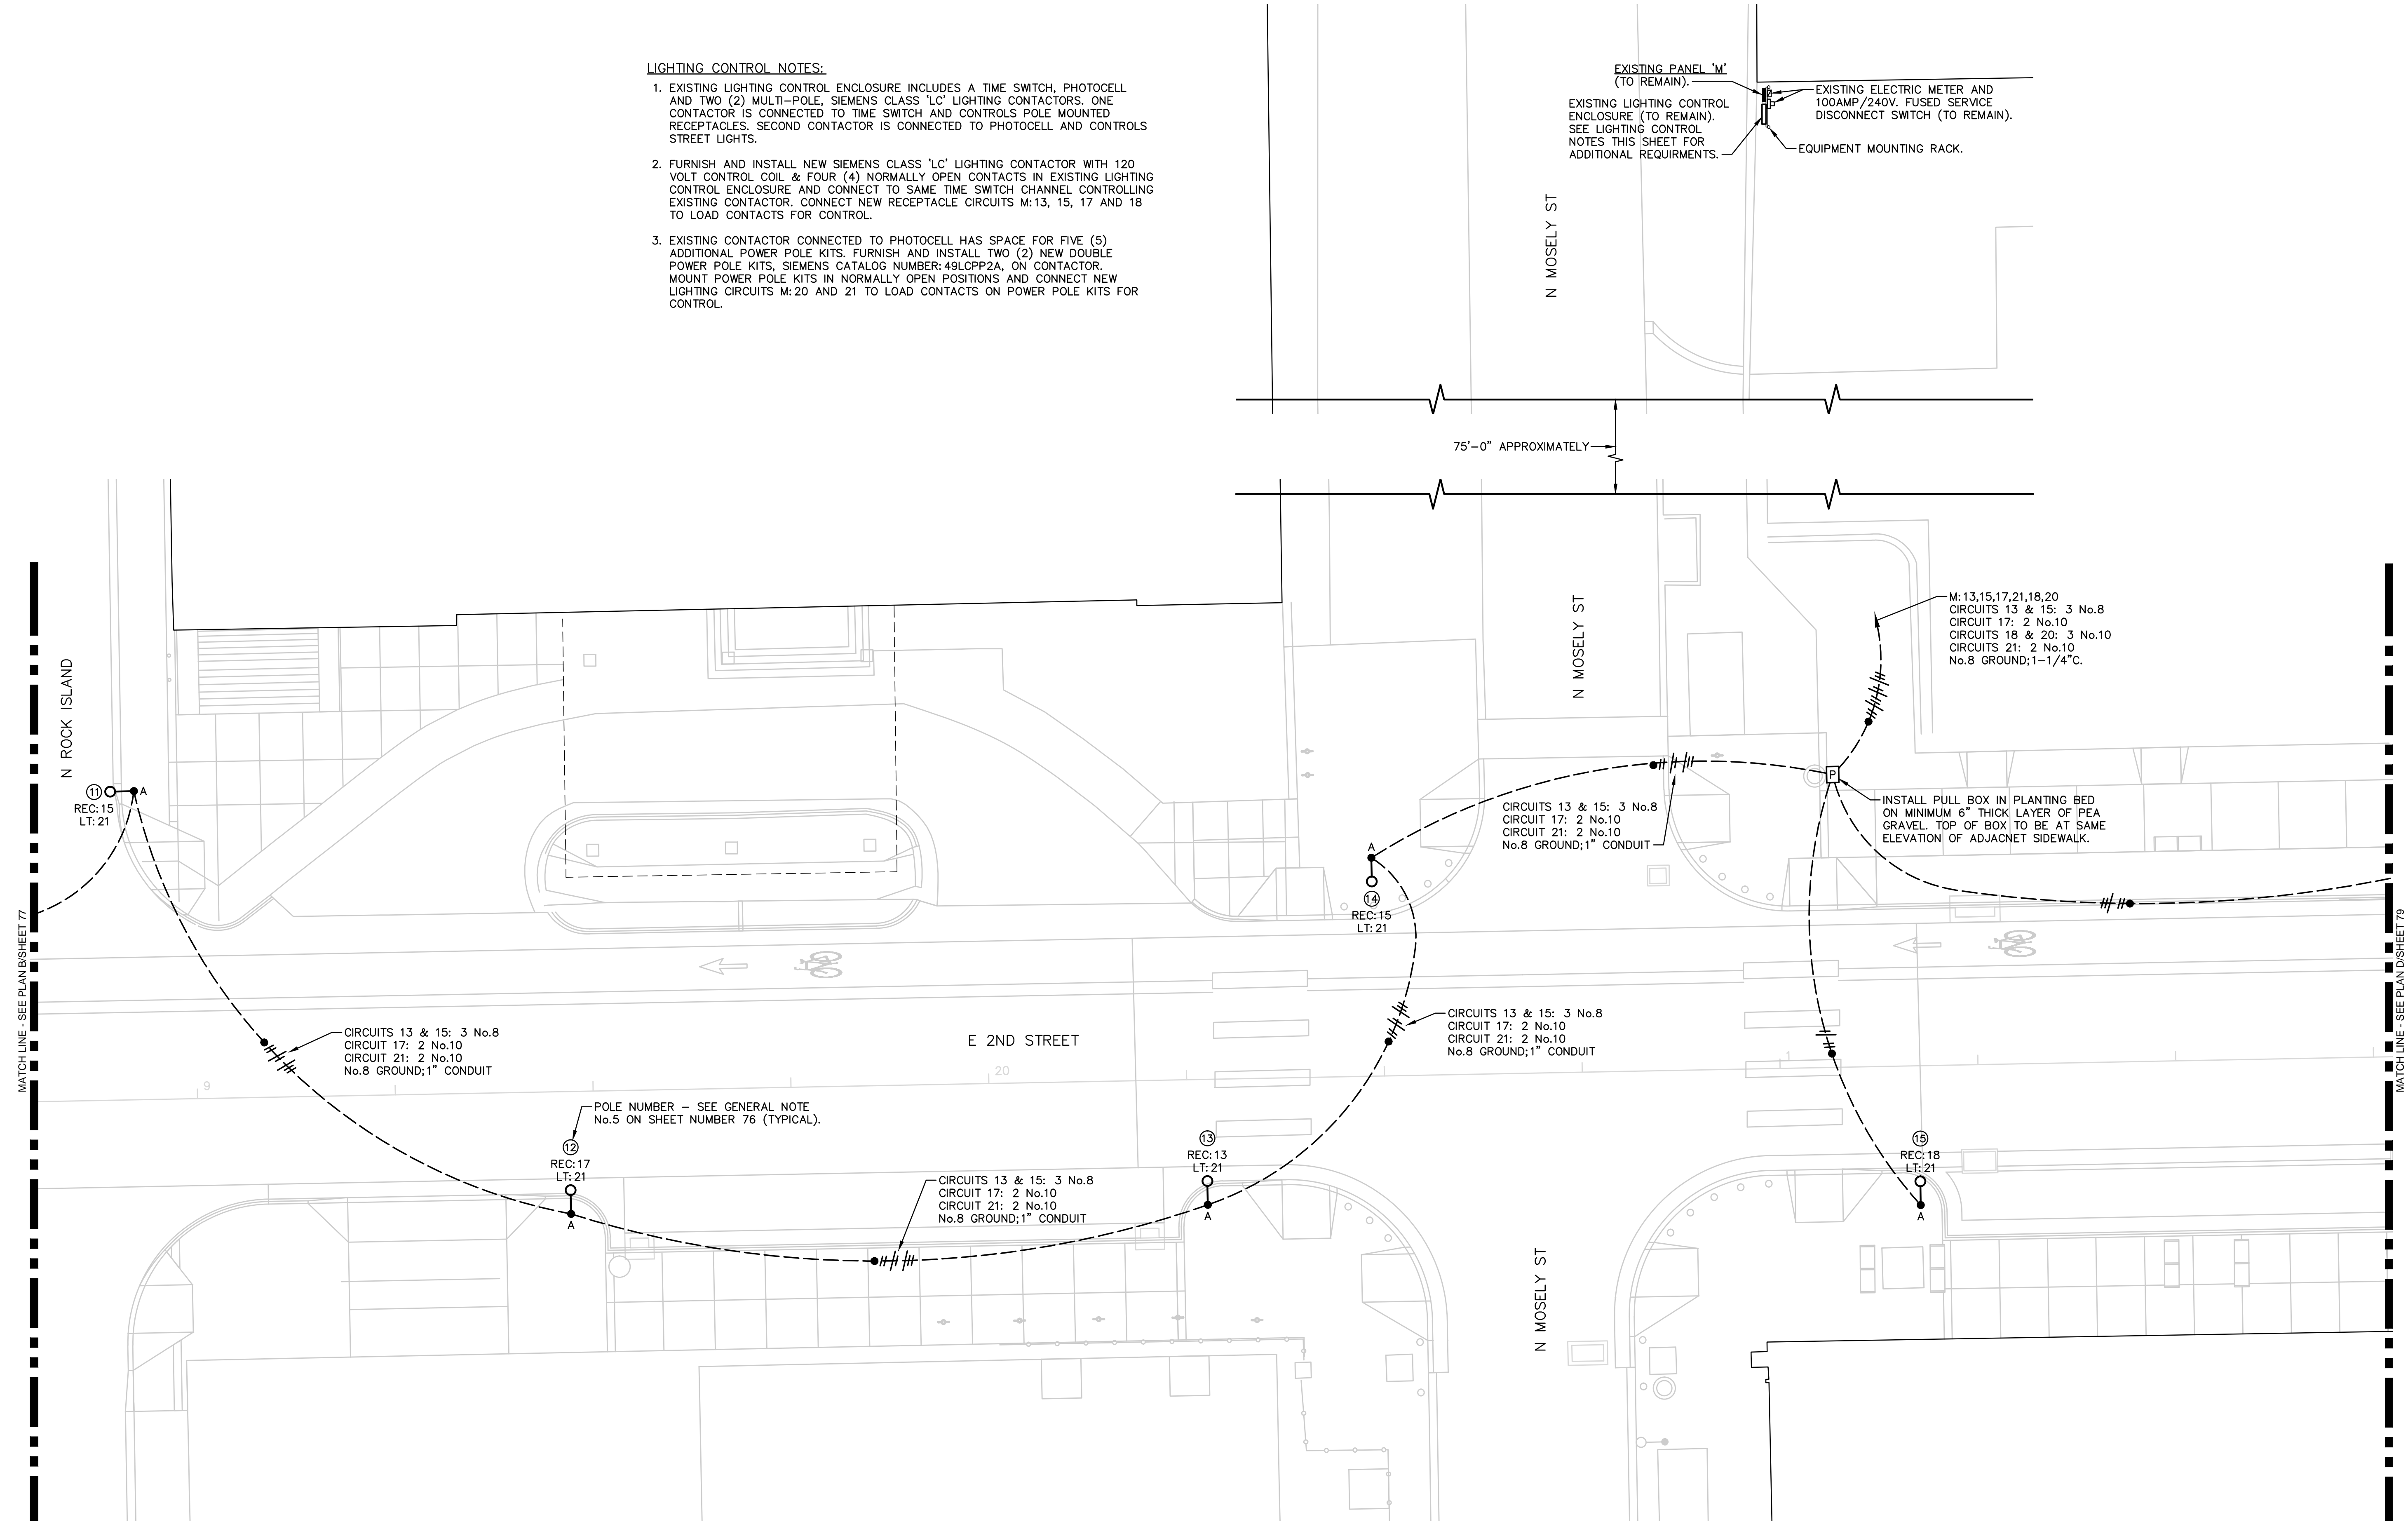 LIGHTING CONTROL NOTES:
1. EXISTING LIGHTING CONTROL ENCLOSURE INCLUDES A TIME SWITCH, PHOTOCELL
AND TWO (2) MULTI-POLE, SIEMENS CLASS 'LC' LIGHTING CONTACTORS. ONE
CONTACTOR IS CONNECTED TO TIME SWITCH AND CONTROLS POLE MOUNTED
RECEPTACLES. SECOND CONTACTOR IS CONNECTED TO PHOTOCELL AND CONTROLS
STREET LIGHTS.
2. FURNISH AND INSTALL NEW SIEMENS CLASS 'LC' LIGHTING CONTACTOR WITH 120
VOLT CONTROL COIL & FOUR (4) NORMALLY OPEN CONTACTS IN EXISTING LIGHTING
CONTROL ENCLOSURE AND CONNECT TO SAME TIME SWITCH CHANNEL CONTROLLING
EXISTING CONTACTOR. CONNECT NEW RECEPTACLE CIRCUITS M:13, 15, 17 AND 18
TO LOAD CONTACTS FOR CONTROL.
3. EXISTING CONTACTOR CONNECTED TO PHOTOCELL HAS SPACE FOR FIVE (5)
ADDITIONAL POWER POLE KITS. FURNISH AND INSTALL TWO (2) NEW DOUBLE
POWER POLE KITS, SIEMENS CATALOG NUMBER: 49LCPP2A, ON CONTACTOR.
MOUNT POWER POLE KITS IN NORMALLY OPEN POSITIONS AND CONNECT NEW
LIGHTING CIRCUITS M: 20 AND 21 TO LOAD CONTACTS ON POWER POLE KITS FOR
CONTROL.
EXISTING PANEL 'M'
(TO REMAIN).
EXISTING LIGHTING CONTROL
ENCLOSURE (TO REMAIN).
SEE LIGHTING CONTROL
NOTES THIS SHEET FOR
ADDITIONAL REQUIRMENTS.
EXISTING ELECTRIC METER AND
100AMP/240V. FUSED SERVICE
DISCONNECT SWITCH (TO REMAIN).
EQUIPMENT MOUNTING RACK.
N MOSELY ST
75'-0" APPROXIMATELY
N MOSELY ST
M: 13,15,17,21,18,20
CIRCUITS 13 & 15: 3 No.8
CIRCUIT 17: 2 No.10
CIRCUITS 18 & 20: 3 No.10
CIRCUITS 21: 2 No.10
No.8 GROUND;1-1/4"C.
N ROCK ISLAND
11
A
REC: 15
LT: 21
P
INSTALL PULL BOX IN PLANTING BED
ON MINIMUM 6" THICK LAYER OF PEA
GRAVEL. TOP OF BOX TO BE AT SAME
ELEVATION OF ADJACNET SIDEWALK.
CIRCUITS 13 & 15: 3 No.8
CIRCUIT 17: 2 No.10
CIRCUIT 21: 2 No.10
No.8 GROUND;1" CONDUIT
A
14
REC: 15
LT: 21
MATCH LINE - SEE PLAN B/SHEET 77
MATCH LINE - SEE PLAN D/SHEET 79
CIRCUITS 13 & 15: 3 No.8
CIRCUIT 17: 2 No.10
CIRCUIT 21: 2 No.10
No.8 GROUND;1" CONDUIT
E 2ND STREET
CIRCUITS 13 & 15: 3 No.8
CIRCUIT 17: 2 No.10
CIRCUIT 21: 2 No.10
No.8 GROUND;1" CONDUIT
9
20
1
POLE NUMBER - SEE GENERAL NOTE
No.5 ON SHEET NUMBER 76 (TYPICAL).
12
REC: 17
LT: 21
A
13
REC: 13
LT: 21
A
15
REC: 18
LT: 21
A
CIRCUITS 13 & 15: 3 No.8
CIRCUIT 17: 2 No.10
CIRCUIT 21: 2 No.10
No.8 GROUND;1" CONDUIT
N MOSELY ST